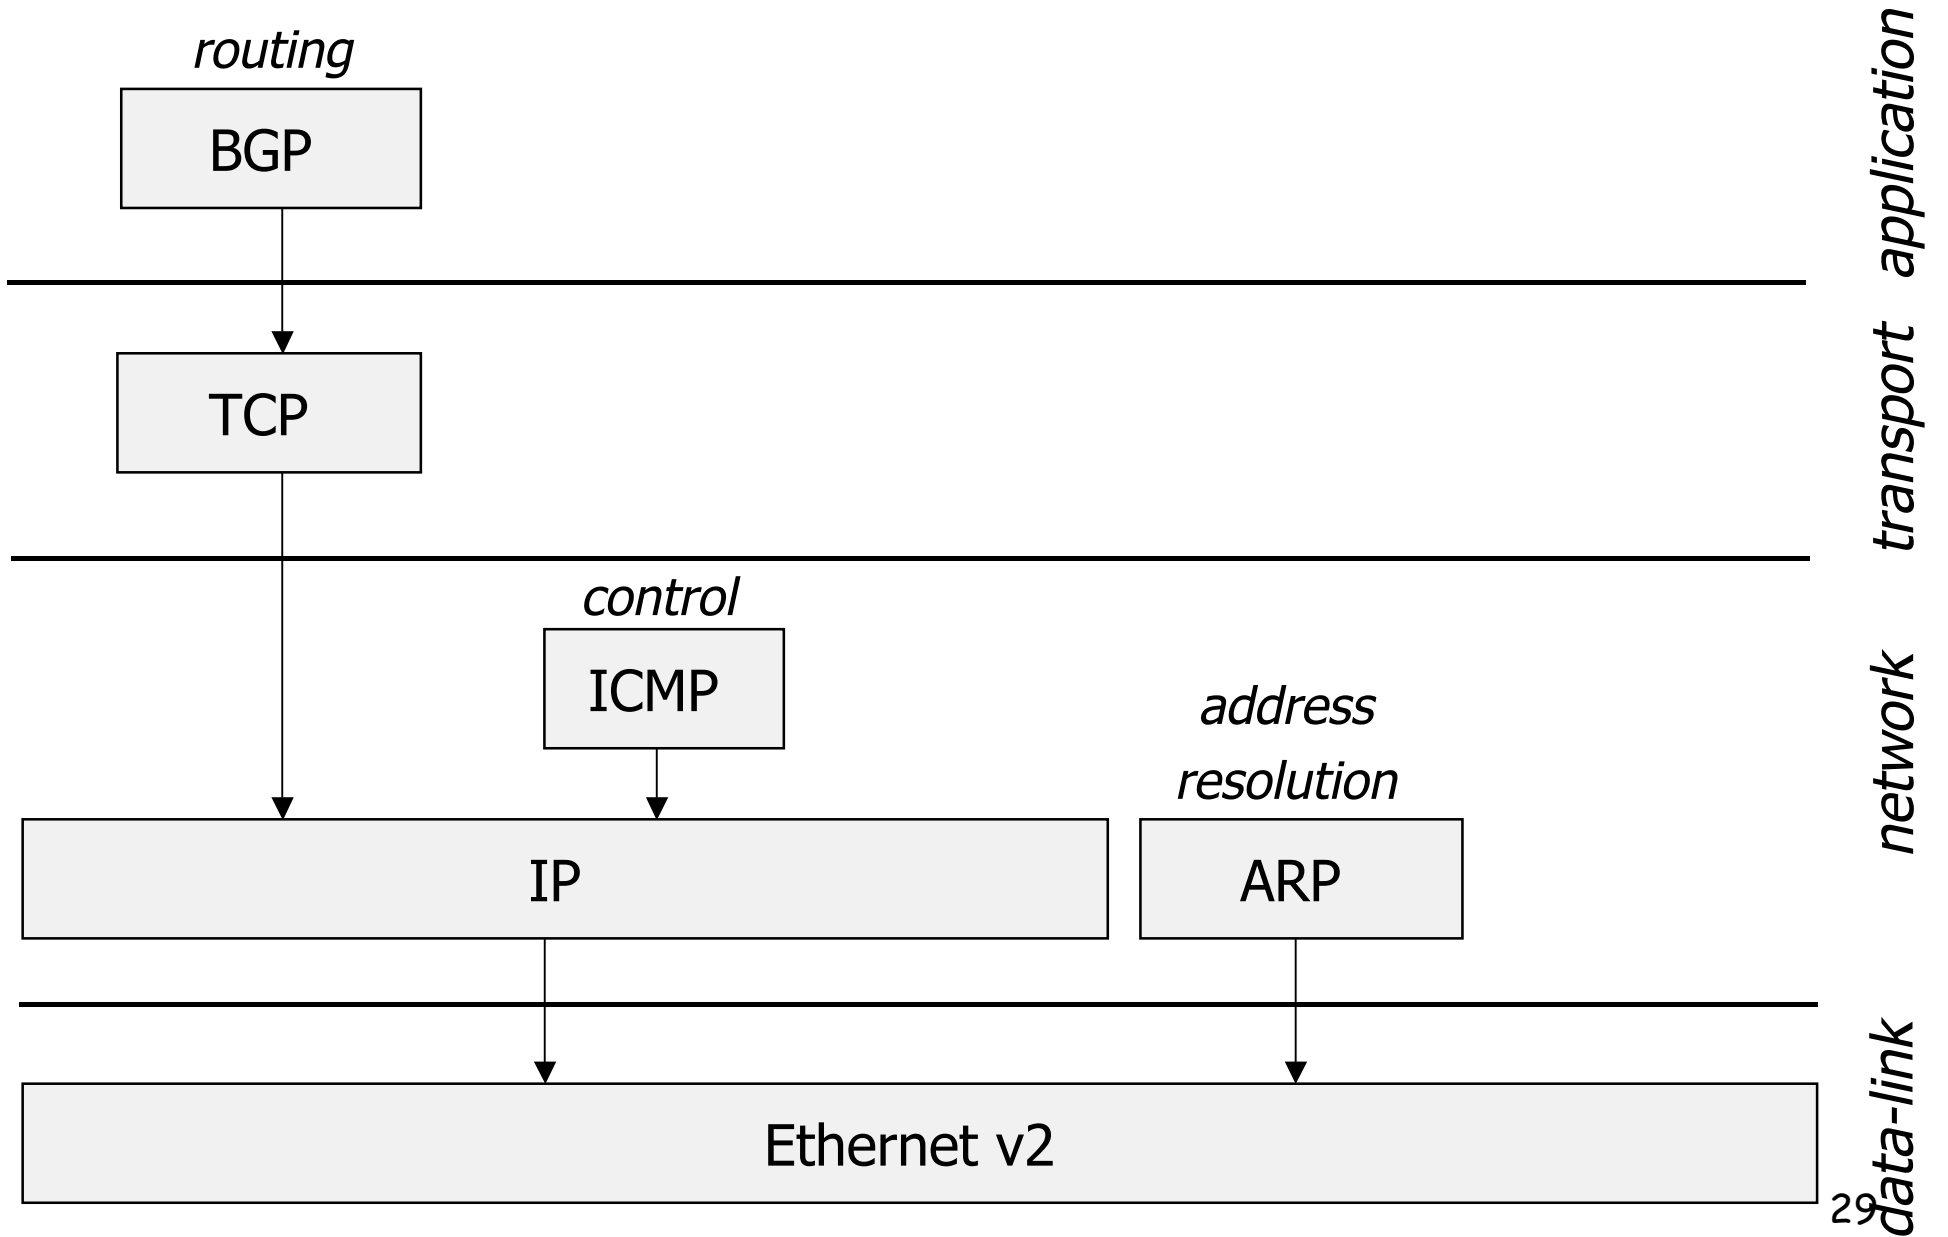 routing
BGP
application
TCP
transport
control
ICMP
address
resolution
network
IP
ARP
Ethernet v2
data-link
29